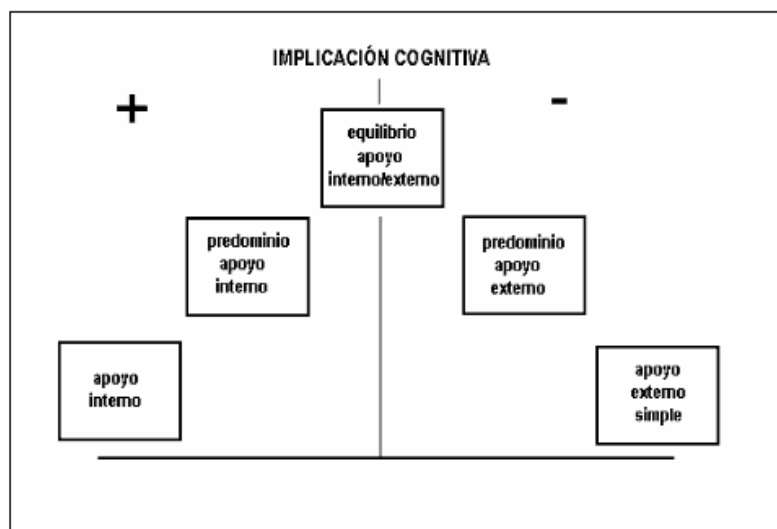 IMPLICACIÓN COGNITIVA
+
-
equilibrio
apoyo
interno/externo
predominio
apoyo
interno
predominio
apoyo
externo
apoyo
interno
apoyo
externo
simple